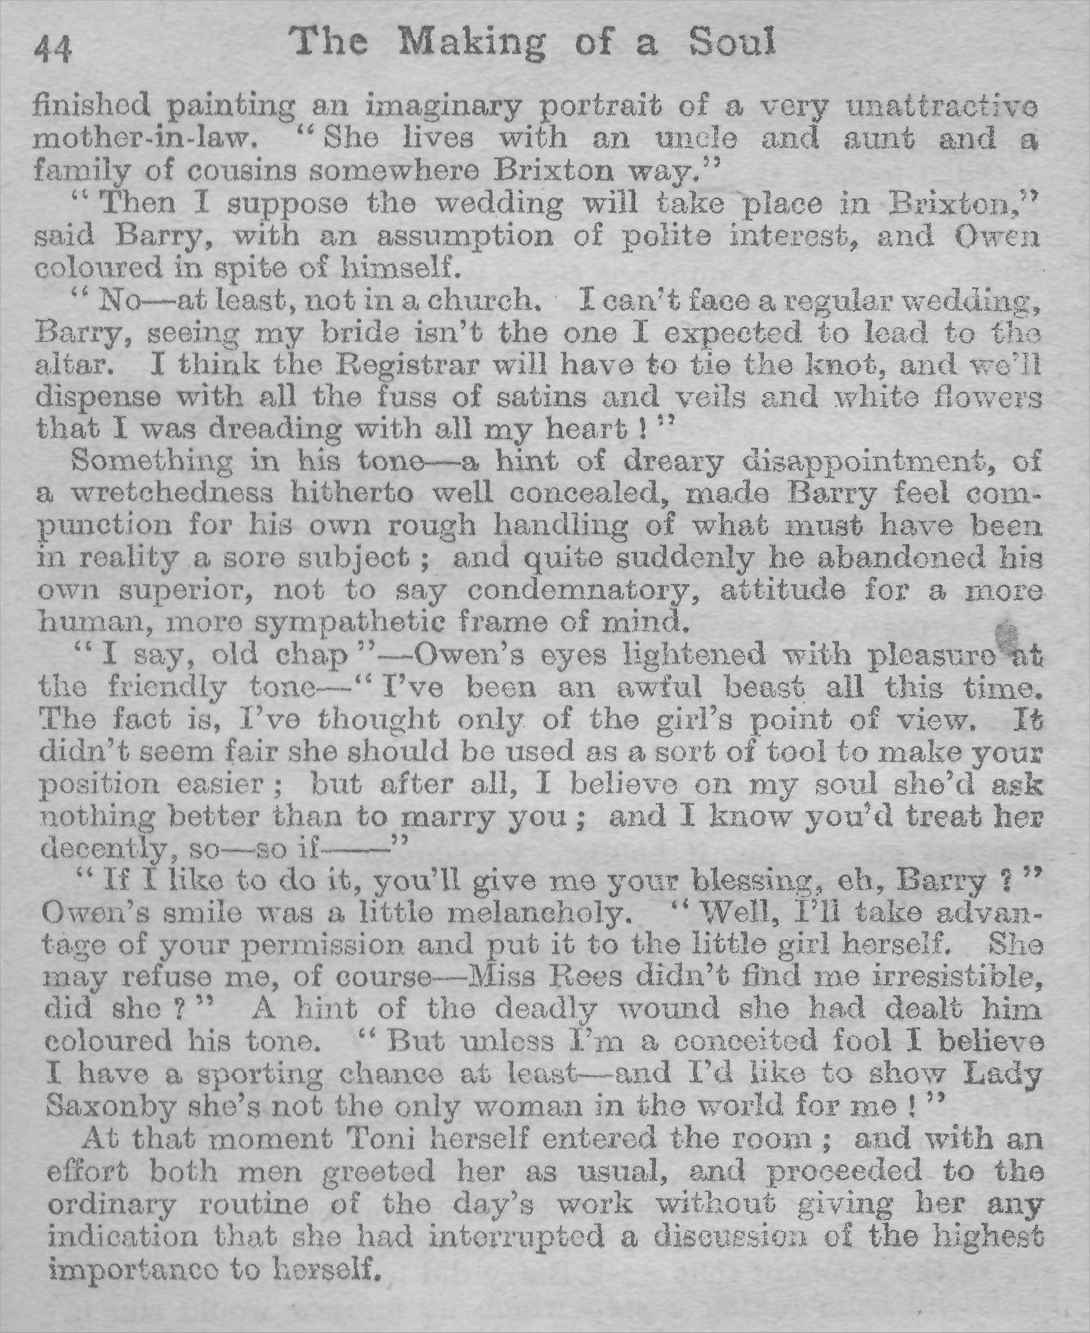 44 The Making of a Soul
finished painting an imaginary portrait of a very unattractive
mother-in-law. “She lives with an uncle and aunt and a
family of cousins somewhere Brixton way.”
“Then I suppose the wedding will take place in Brixton,”
said Barry, with an assumption of polite interest, and Owen
coloured in spite of himself.
“No—at least, not in a church. I can’t face a regular wedding,
Barry, seeing my bride isn’t the one I expected to lead to the
altar. I think the Registrar will have to tie the knot, and we’ll
dispense with all the fuss of satins and veils and white flowers
that I was dreading with all my heart!”
Something in his tone—a hint of dreary disappointment, of
a wretchedness hitherto well concealed, made Barry feel com-
punction for his own rough handling of what must have been
in reality a sore subject; and quite suddenly he abandoned his
own superior, not to say condemnatory, attitude for a more
human, more sympathetic frame of mind.
“I say, old chap”—Owen’s eyes lightened with pleasure at
the friendly tone—“I’ve been an awful beast all this time.
The fact is, I’ve thought only of the girl’s point of view. It
didn’t seem fair she should be used as a sort of tool to make your
position easier; but after all, I believe on my soul she’d ask
nothing better than to marry you; and I know you’d treat her
decently, so—so if——”
“If I like to do it, you’ll give me your blessing, eh, Barry?”
Owen’s smile was a little melancholy. “Well, I’ll take advan-
tage of your permission and put it to the little girl herself. She
may refuse me, of course—Miss Rees didn’t find me irresistible,
did she?” A hint of the deadly wound she had dealt him
coloured his tone. “But unless I’m a conceited fool I believe
I have a sporting chance at least—and I’d like to show Lady
Saxonby she’s not the only woman in the world for me!”
At that moment Toni herself entered the room; and with an
effort both men greeted her as usual, and proceeded to the
ordinary routine of the day’s work without giving her any
indication that she had interrupted a discussion of the highest
importance to herself.